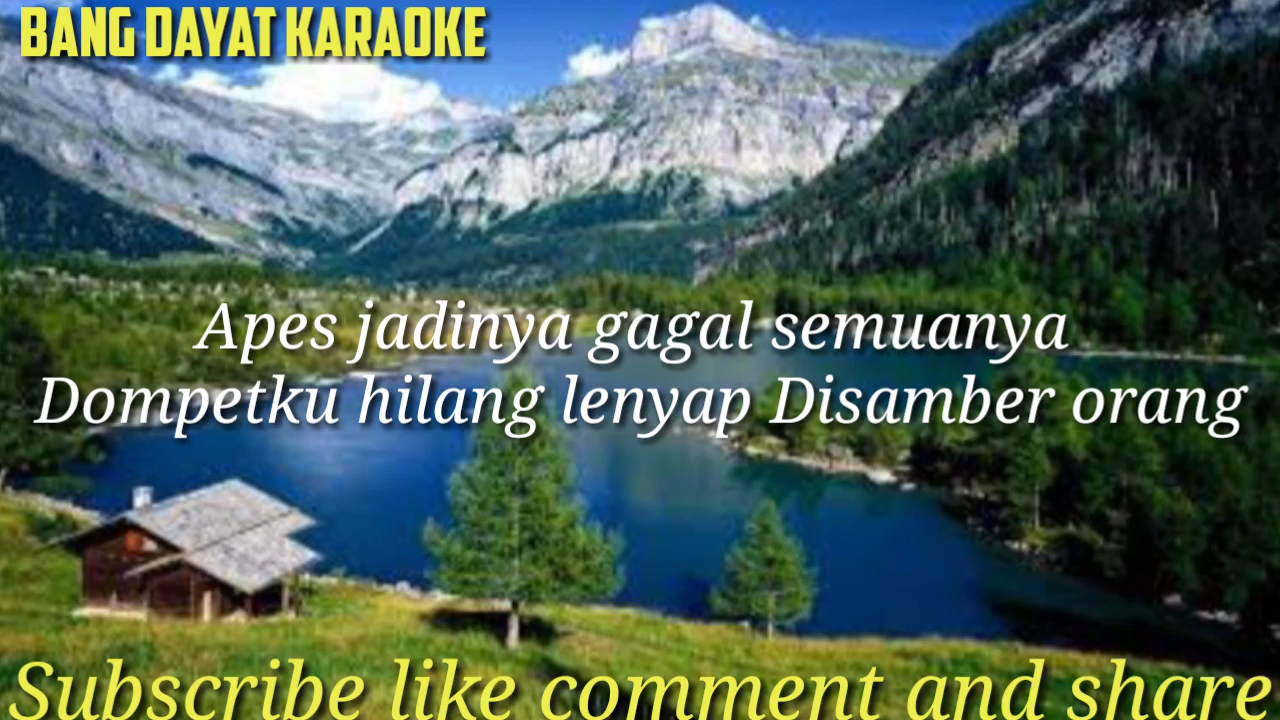 BANG DAYAT KARAOKE
Apes jadinya gagal semuanya
Dompetku hilang lenyap Disamber orang
Subscribe like comment and share